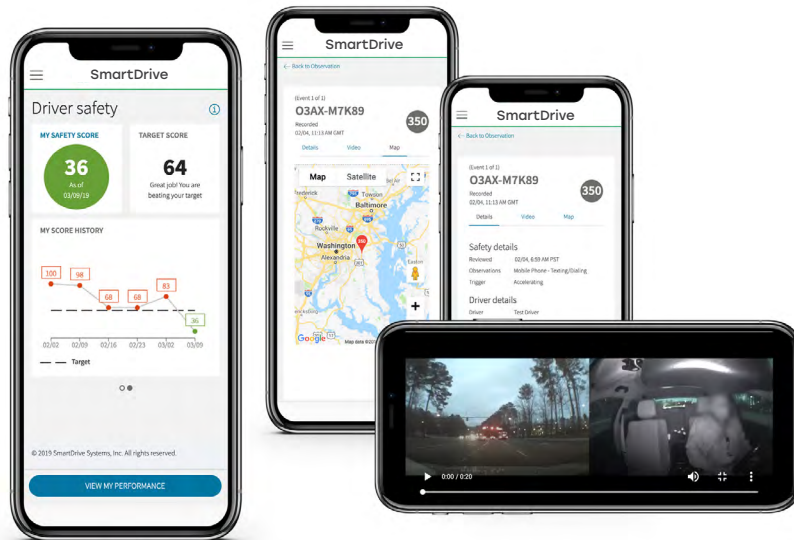 SmartDrive
Driver safety
MY SAFETY SCORE
36
As of
03/09/19
TARGET SCORE
64
Great job! You are
beating your target
MY SCORE HISTORY
100
98
68
68
83
36
02/02 02/09 02/16 02/23 03/02 03/09
Target
© 2019 SmartDrive Systems, Inc. All rights reserved.
VIEW MY PERFORMANCE
SmartDrive
Back to Observation
(Event 1 of 1)
O3AX-M7K89
350
Recorded
02/04, 11:13 AM GMT
Details Video Map
Map Satellite
Towson
Baltimore
Rockville
Washington
Alexandria
Easton
Google
SmartDrive
Back to Observation
(Event 1 of 1)
O3AX-M7K89
350
Recorded
02/04, 11:13 AM GMT
Details Video Map
Safety details
Reviewed 02/04, 6:59 AM PST
Observations Mobile Phone - Texting/Dialing
Trigger Accelerating
Driver details
Driver Test Driver
0:00 / 0:20